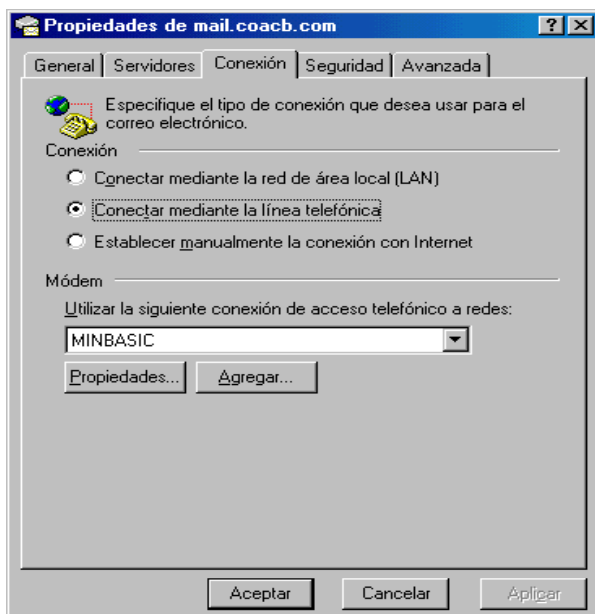 Propiedades de mail.coacb.com
General Servidores Conexión Seguridad Avanzada
Especifique el tipo de conexión que desea usar para el
correo electrónico.
Conexión
Conectar mediante la red de área local (LAN)
Conectar mediante la línea telefónica
Establecer manualmente la conexión con Internet
Módem
Utilizar la siguiente conexión de acceso telefónico a redes:
MINBASIC
Propiedades... Agregar...
Aceptar Cancelar Aplicar